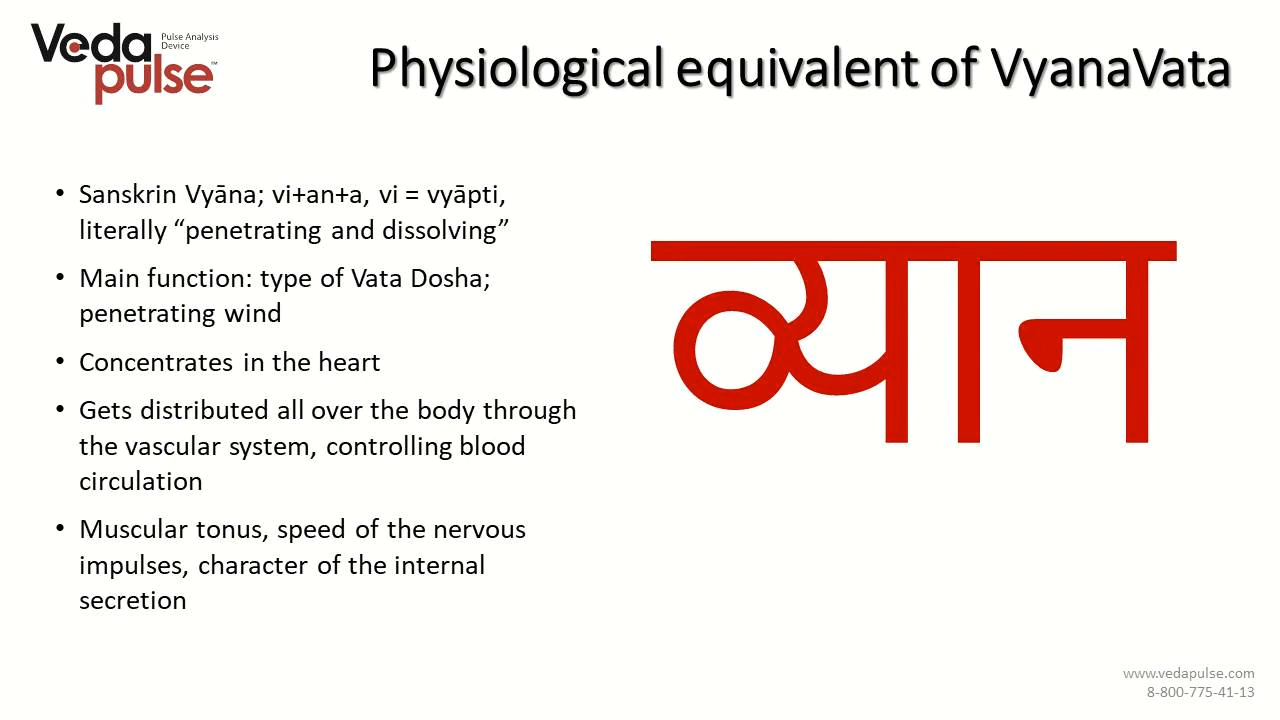 Veda
pulse™
Pulse Analysis
Device
Physiological equivalent of VyanaVata
• Sanskrin Vyāna; vi+an+a, vi = vyāpti,
literally “penetrating and dissolving”
• Main function: type of Vata Dosha;
penetrating wind
• Concentrates in the heart
• Gets distributed all over the body through
the vascular system, controlling blood
circulation
• Muscular tonus, speed of the nervous
impulses, character of the internal
secretion
व्यान
www.vedapulse.com
8-800-775-41-13